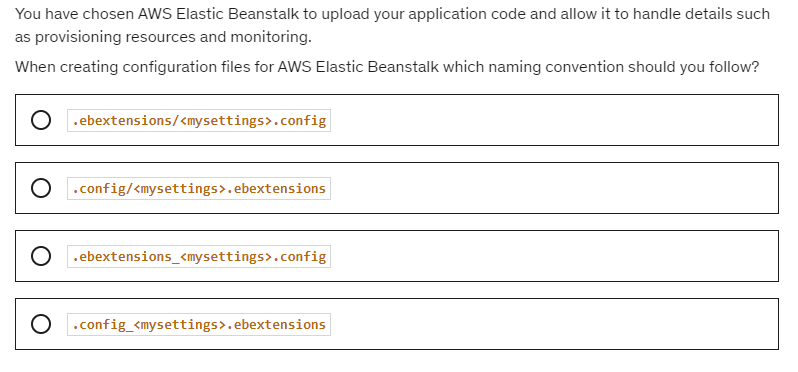 You have chosen AWS Elastic Beanstalk to upload your application code and allow it to handle details such
as provisioning resources and monitoring.
When creating configuration files for AWS Elastic Beanstalk which naming convention should you follow?
.ebextensions/<mysettings>.config
.config/<mysettings>.ebextensions
.ebextensions_<mysettings>.config
.config_<mysettings>.ebextensions